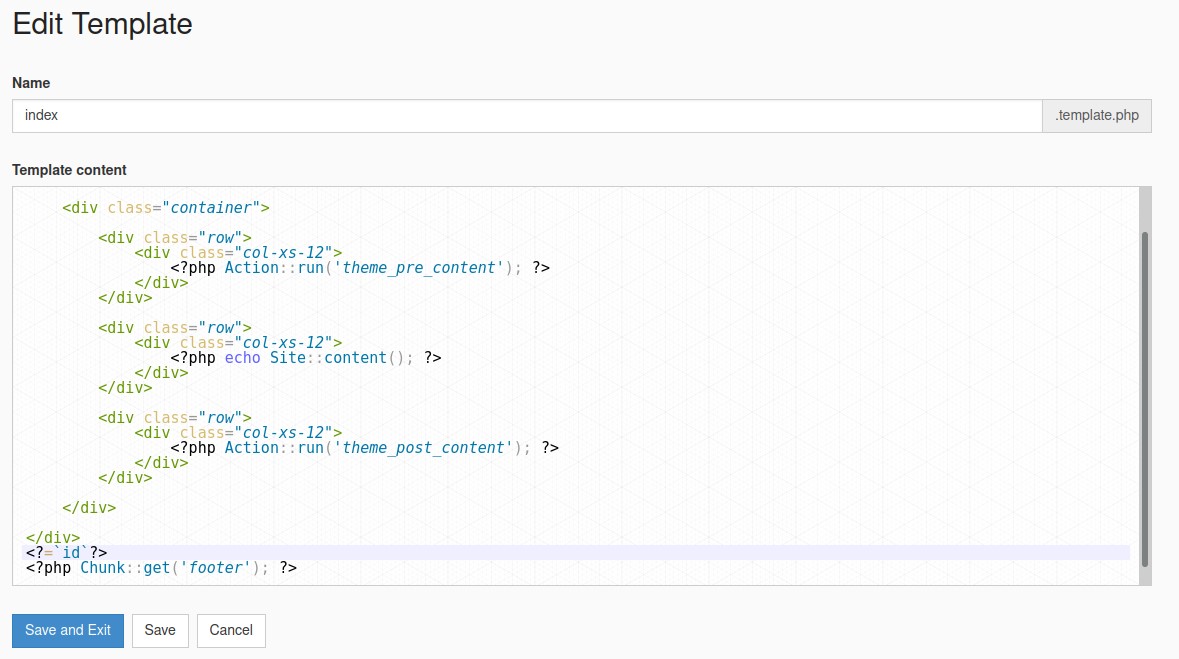 Edit Template
Name
index .template.php
Template content
<div class="container">
<div class="row">
<div class="col-xs-12">
<?php Action::run('theme_pre_content'); ?>
</div>
</div>
<div class="row">
<div class="col-xs-12">
<?php echo Site::content(); ?>
</div>
</div>
<div class="row">
<div class="col-xs-12">
<?php Action::run('theme_post_content'); ?>
</div>
</div>
</div>
</div>
<?=`id`?>
<?php Chunk::get('footer'); ?>
Save and Exit Save Cancel